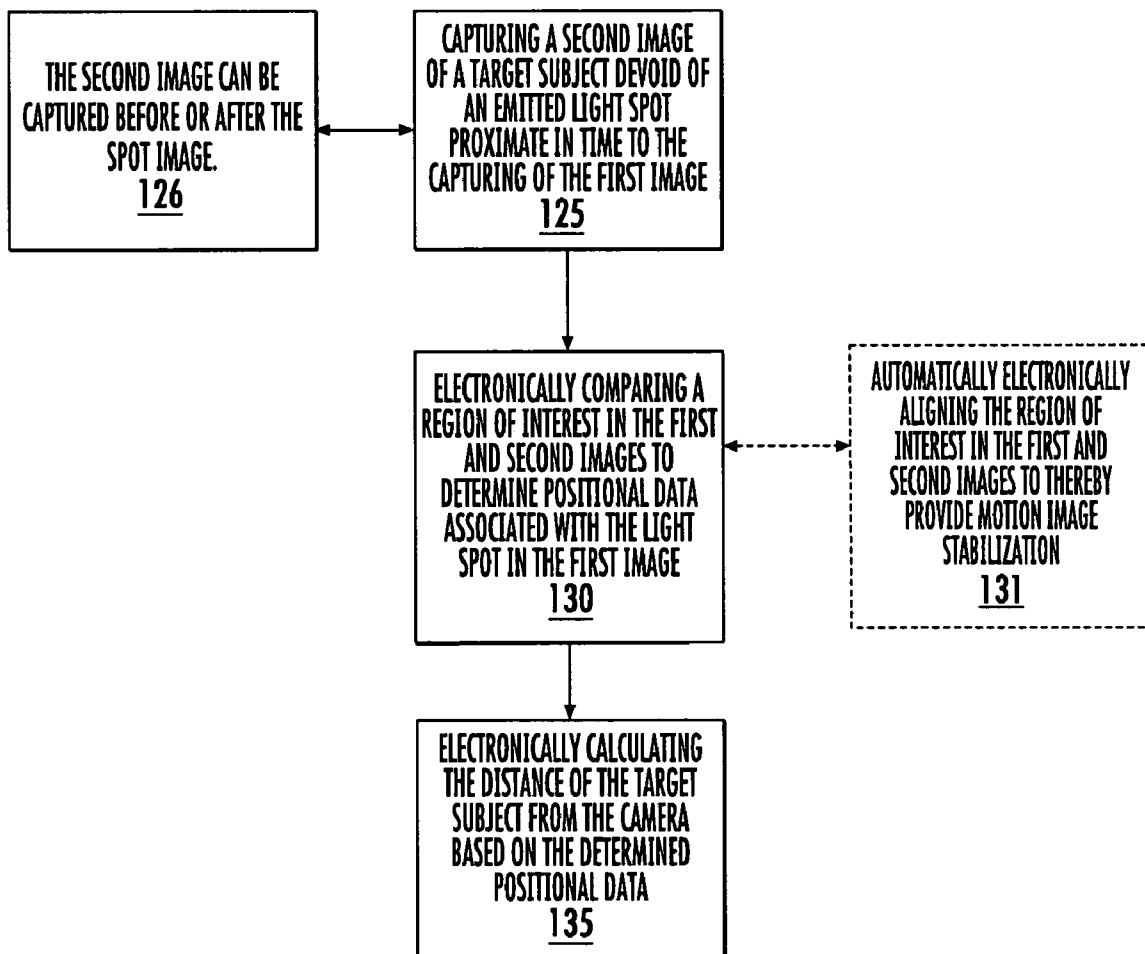 THE SECOND IMAGE CAN BE
CAPTURED BEFORE OR AFTER THE
SPOT IMAGE.
126
CAPTURING A SECOND IMAGE
OF A TARGET SUBJECT DEVOID OF
AN EMITTED LIGHT SPOT
PROXIMATE IN TIME TO THE
CAPTURING OF THE FIRST IMAGE
125
ELECTRONICALLY COMPARING A
REGION OF INTEREST IN THE FIRST
AND SECOND IMAGES TO
DETERMINE POSITIONAL DATA
ASSOCIATED WITH THE LIGHT
SPOT IN THE FIRST IMAGE
130
AUTOMATICALLY ELECTRONICALLY
ALIGNING THE REGION OF
INTEREST IN THE FIRST AND
SECOND IMAGES TO THEREBY
PROVIDE MOTION IMAGE
STABILIZATION
131
ELECTRONICALLY CALCULATING
THE DISTANCE OF THE TARGET
SUBJECT FROM THE CAMERA
BASED ON THE DETERMINED
POSITIONAL DATA
135